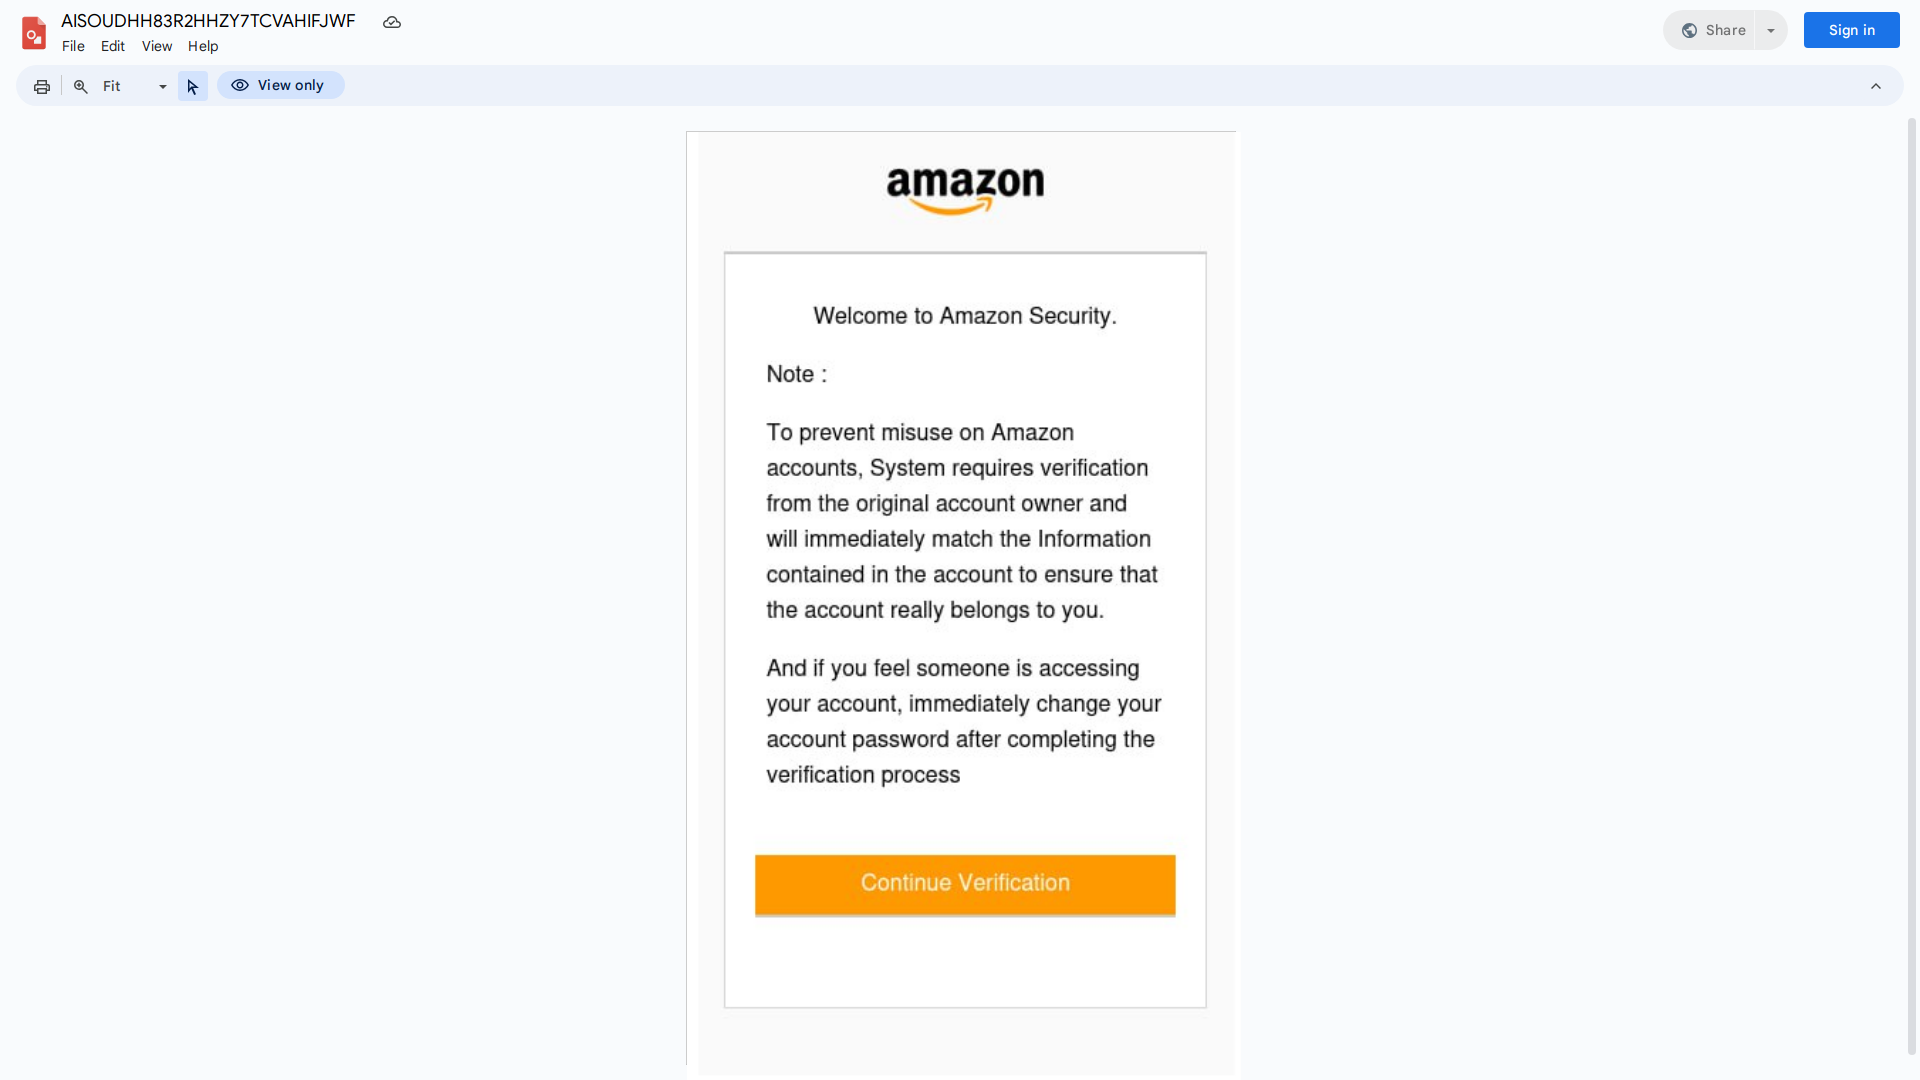 AISOUDHH83R2HHZY7TCVAHIFJWF
File Edit View Help
Share
Sign in
Fit
View only
amazon
Welcome to Amazon Security.
Note :
To prevent misuse on Amazon
accounts, System requires verification
from the original account owner and
will immediately match the Information
contained in the account to ensure that
the account really belongs to you.
And if you feel someone is accessing
your account, immediately change your
account password after completing the
verification process
Continue Verification